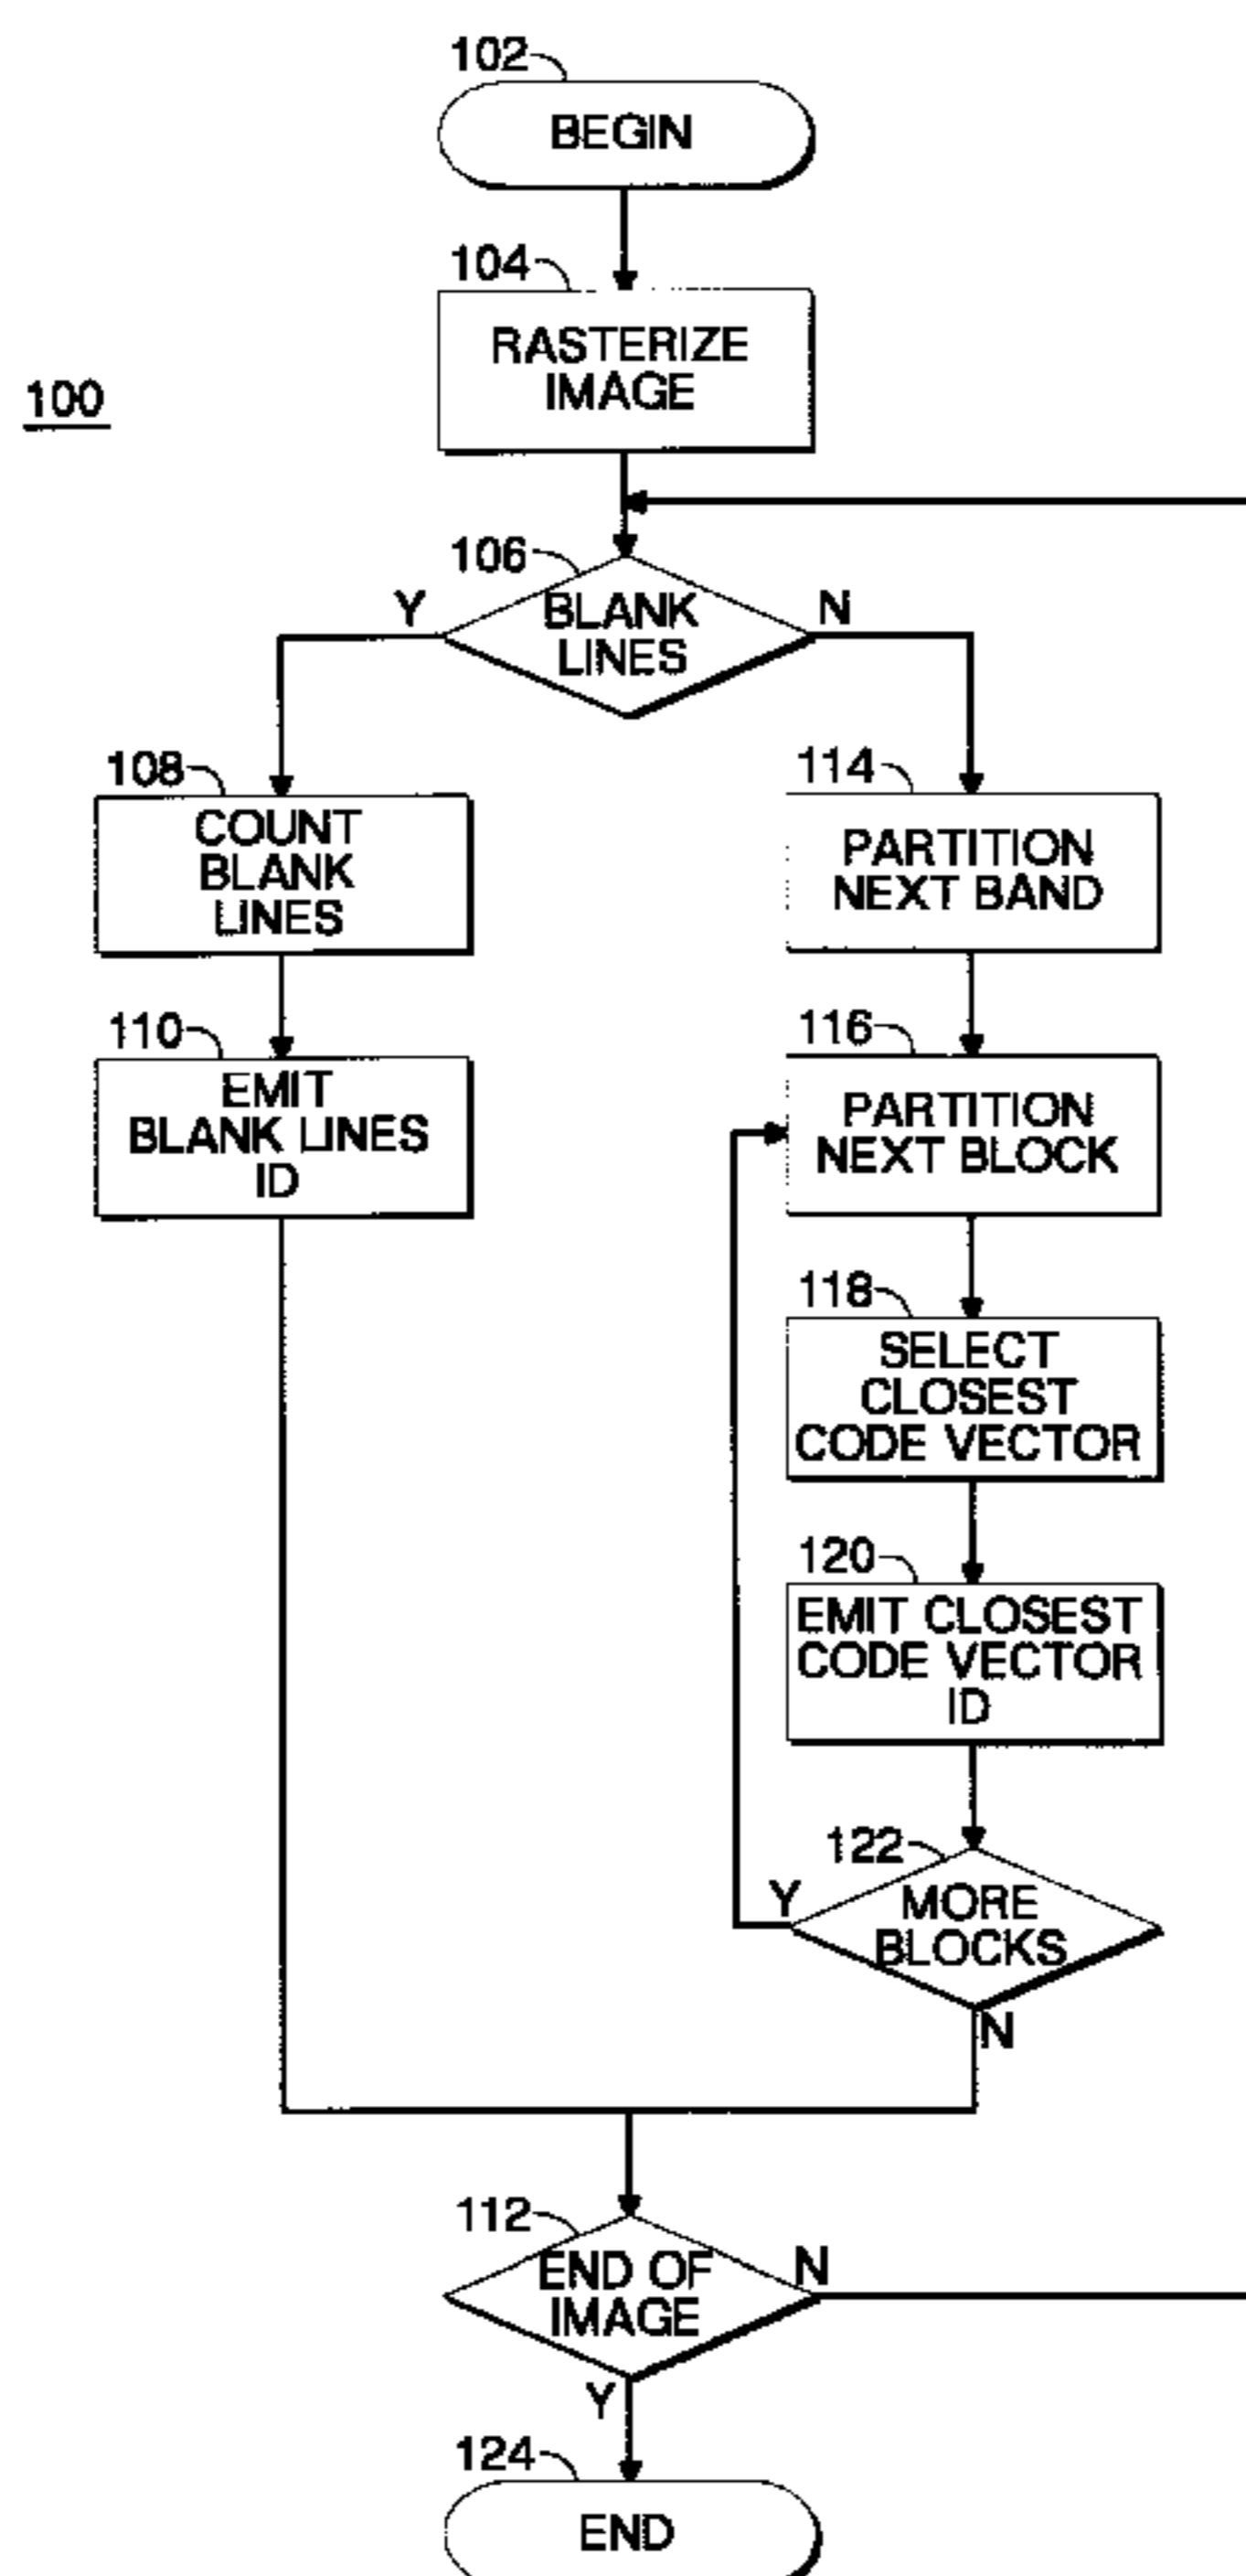 102
BEGIN
104
RASTERIZE
IMAGE
100
106
BLANK
LINES
Y
N
108
COUNT
BLANK
LINES
110
EMIT
BLANK LINES
ID
114
PARTITION
NEXT BAND
116
PARTITION
NEXT BLOCK
118
SELECT
CLOSEST
CODE VECTOR
120
EMIT CLOSEST
CODE VECTOR
ID
122
MORE
BLOCKS
Y
N
112
END OF
IMAGE
N
Y
124
END